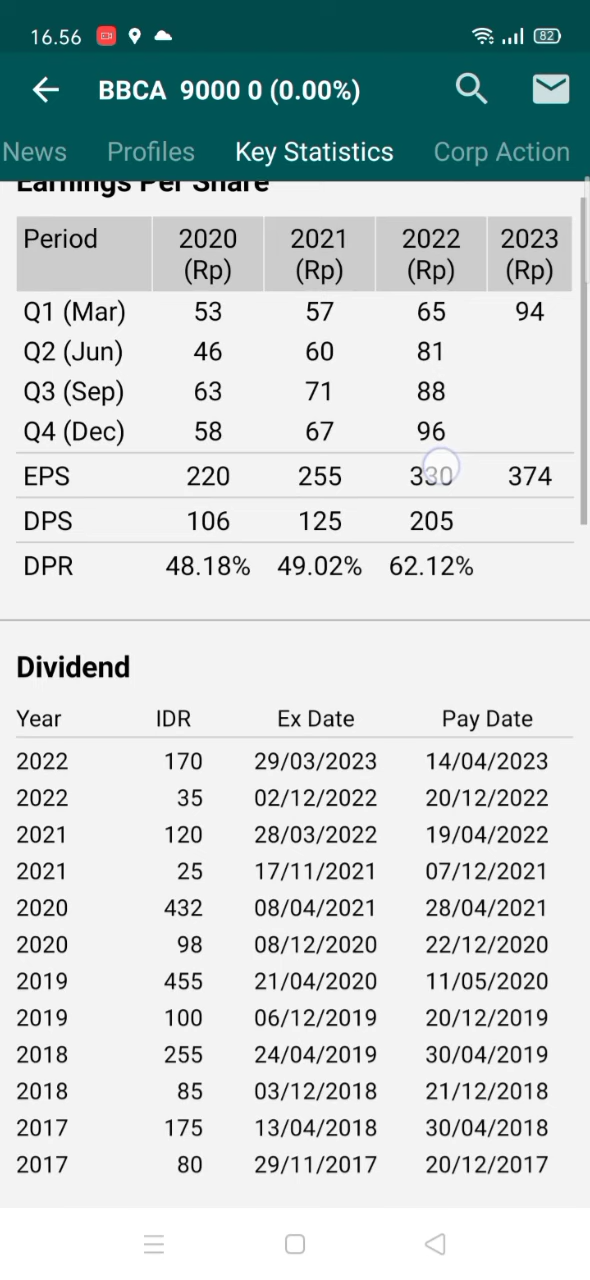 16.56 82
BBCA 9000 0 (0.00%)
News Profiles Key Statistics Corp Action
Earnings Per Share
Period 2020 (Rp) 2021 (Rp) 2022 (Rp) 2023 (Rp)
Q1 (Mar) 53 57 65 94
Q2 (Jun) 46 60 81
Q3 (Sep) 63 71 88
Q4 (Dec) 58 67 96
EPS 220 255 330 374
DPS 106 125 205
DPR 48.18% 49.02% 62.12%
Dividend
Year IDR Ex Date Pay Date
2022 170 29/03/2023 14/04/2023
2022 35 02/12/2022 20/12/2022
2021 120 28/03/2022 19/04/2022
2021 25 17/11/2021 07/12/2021
2020 432 08/04/2021 28/04/2021
2020 98 08/12/2020 22/12/2020
2019 455 21/04/2020 11/05/2020
2019 100 06/12/2019 20/12/2019
2018 255 24/04/2019 30/04/2019
2018 85 03/12/2018 21/12/2018
2017 175 13/04/2018 30/04/2018
2017 80 29/11/2017 20/12/2017